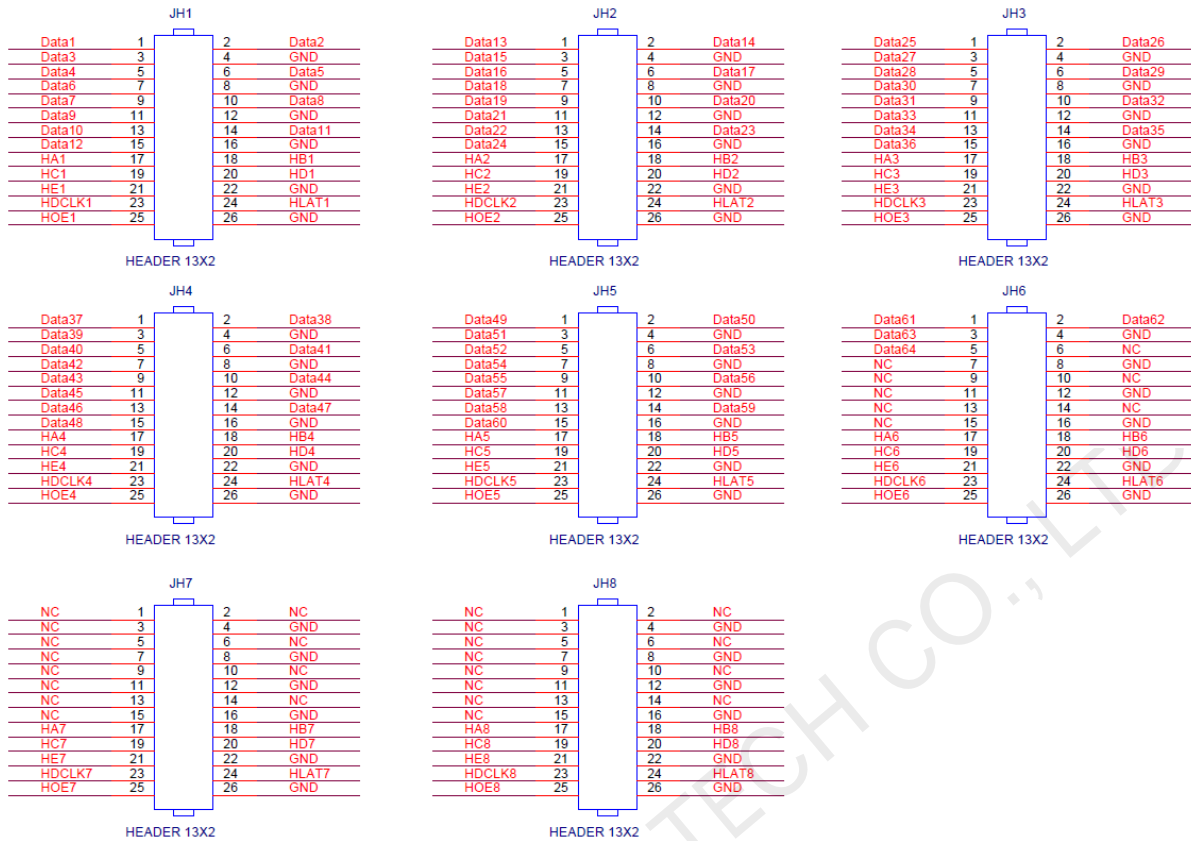 JH1
Data1 1 2 Data2
Data3 3 4 GND
Data4 5 6 Data5
Data6 7 8 GND
Data7 9 10 Data8
Data9 11 12 GND
Data10 13 14 Data11
Data12 15 16 GND
HA1 17 18 HB1
HC1 19 20 HD1
HE1 21 22 GND
HDCLK1 23 24 HLAT1
HOE1 25 26 GND
HEADER 13X2
JH2
Data13 1 2 Data14
Data15 3 4 GND
Data16 5 6 Data17
Data18 7 8 GND
Data19 9 10 Data20
Data21 11 12 GND
Data22 13 14 Data23
Data24 15 16 GND
HA2 17 18 HB2
HC2 19 20 HD2
HE2 21 22 GND
HDCLK2 23 24 HLAT2
HOE2 25 26 GND
HEADER 13X2
JH3
Data25 1 2 Data26
Data27 3 4 GND
Data28 5 6 Data29
Data30 7 8 GND
Data31 9 10 Data32
Data33 11 12 GND
Data34 13 14 Data35
Data36 15 16 GND
HA3 17 18 HB3
HC3 19 20 HD3
HE3 21 22 GND
HDCLK3 23 24 HLAT3
HOE3 25 26 GND
HEADER 13X2
JH4
Data37 1 2 Data38
Data39 3 4 GND
Data40 5 6 Data41
Data42 7 8 GND
Data43 9 10 Data44
Data45 11 12 GND
Data46 13 14 Data47
Data48 15 16 GND
HA4 17 18 HB4
HC4 19 20 HD4
HE4 21 22 GND
HDCLK4 23 24 HLAT4
HOE4 25 26 GND
HEADER 13X2
JH5
Data49 1 2 Data50
Data51 3 4 GND
Data52 5 6 Data53
Data54 7 8 GND
Data55 9 10 Data56
Data57 11 12 GND
Data58 13 14 Data59
Data60 15 16 GND
HA5 17 18 HB5
HC5 19 20 HD5
HE5 21 22 GND
HDCLK5 23 24 HLAT5
HOE5 25 26 GND
HEADER 13X2
JH6
Data61 1 2 Data62
Data63 3 4 GND
Data64 5 6 NC
NC 7 8 GND
NC 9 10 NC
NC 11 12 GND
NC 13 14 NC
NC 15 16 GND
HA6 17 18 HB6
HC6 19 20 HD6
HE6 21 22 GND
HDCLK6 23 24 HLAT6
HOE6 25 26 GND
HEADER 13X2
JH7
NC 1 2 NC
NC 3 4 GND
NC 5 6 NC
NC 7 8 GND
NC 9 10 NC
NC 11 12 GND
NC 13 14 NC
NC 15 16 GND
HA7 17 18 HB7
HC7 19 20 HD7
HE7 21 22 GND
HDCLK7 23 24 HLAT7
HOE7 25 26 GND
HEADER 13X2
JH8
NC 1 2 NC
NC 3 4 GND
NC 5 6 NC
NC 7 8 GND
NC 9 10 NC
NC 11 12 GND
NC 13 14 NC
NC 15 16 GND
HA8 17 18 HB8
HC8 19 20 HD8
HE8 21 22 GND
HDCLK8 23 24 HLAT8
HOE8 25 26 GND
HEADER 13X2
TECH CO., LTD